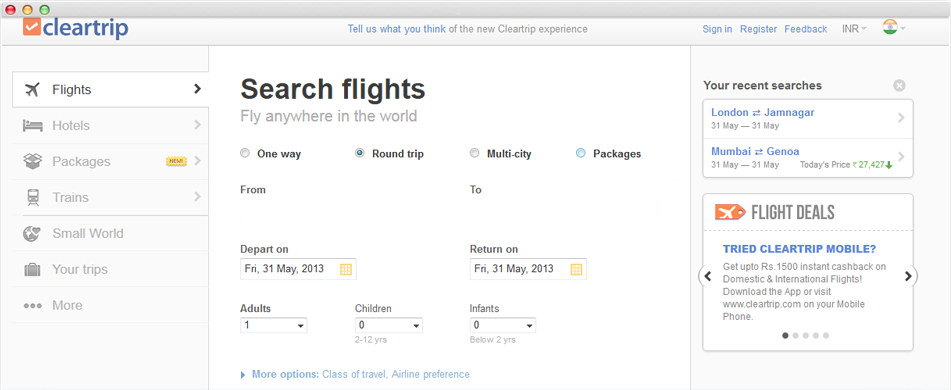 cleartrip
Tell us what you think of the new Cleartrip experience
Sign in Register Feedback INR
Flights
Hotels
Packages NEW!
Trains
Small World
Your trips
More
Search flights
Fly anywhere in the world
One way Round trip Multi-city Packages
From To
Depart on Return on
Fri, 31 May, 2013 Fri, 31 May, 2013
Adults Children Infants
1 0 0
2-12 yrs Below 2 yrs
More options: Class of travel, Airline preference
Your recent searches
London ⇄ Jamnagar
31 May — 31 May
Mumbai ⇄ Genoa
31 May — 31 May Today's Price ₹ 27,427
FLIGHT DEALS
TRIED CLEARTRIP MOBILE?
Get upto Rs.1500 instant cashback on
Domestic & International Flights!
Download the App or visit
www.cleartrip.com on your Mobile
Phone.